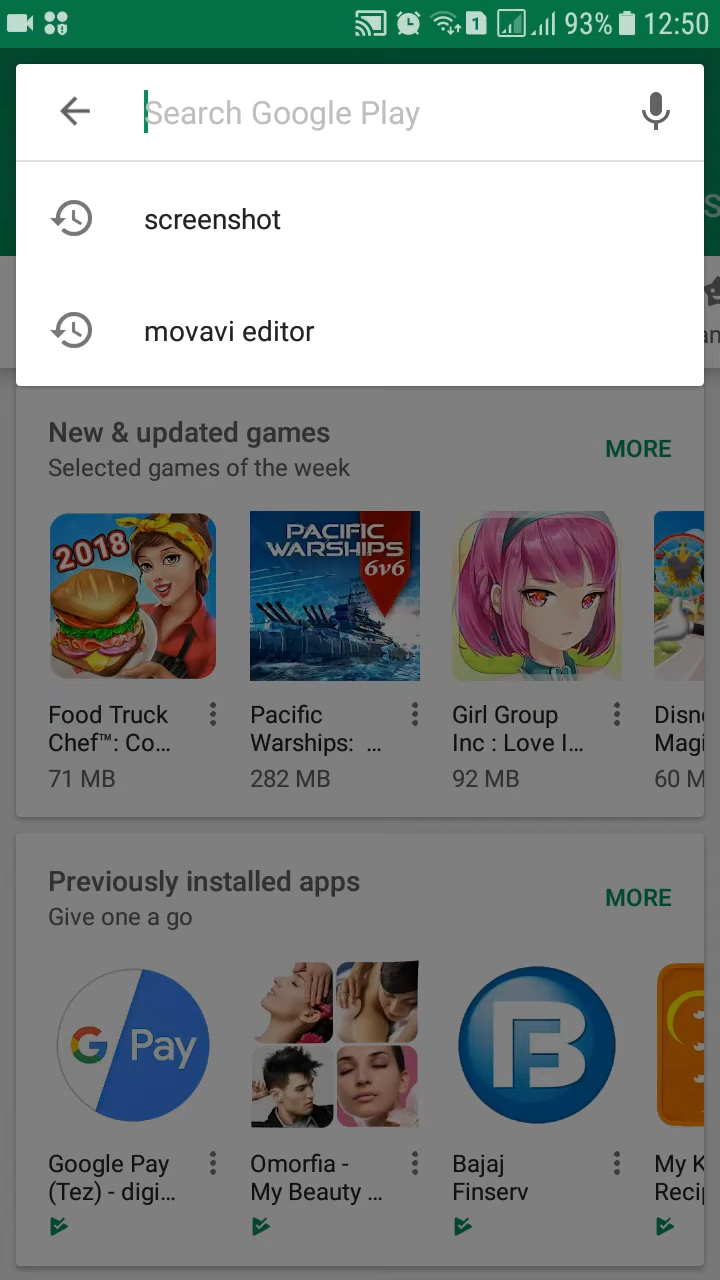 1 93% 12:50
Search Google Play
screenshot
movavi editor
New & updated games
Selected games of the week
MORE
2018
PACIFIC
WARSHIPS
6v6
Food Truck
Chef™: Co...
71 MB
Pacific
Warships: ...
282 MB
Girl Group
Inc : Love I...
92 MB
Disn
Magi
60 M
Previously installed apps
Give one a go
MORE
G Pay
B
Google Pay
(Tez) - digi...
Omorfia -
My Beauty ...
Bajaj
Finserv
My K
Reci